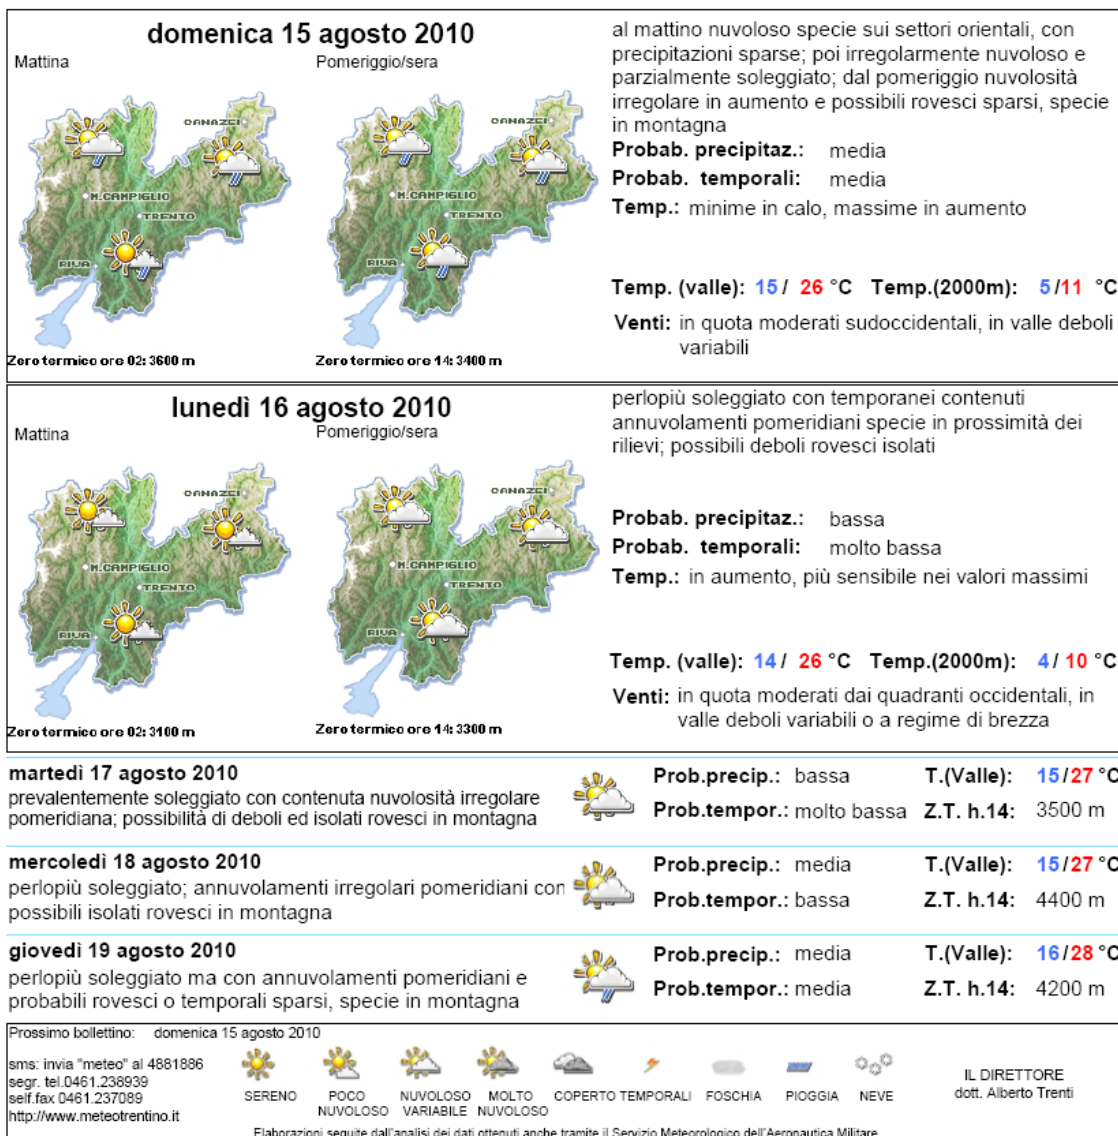 domenica 15 agosto 2010
Mattina
Pomeriggio/sera
CANAZEI
CANAZEI
M.CAMPIGLIO
M.CAMPIGLIO
TRENTO
TRENTO
RIVA
RIVA
Zero termico ore 02: 3600 m
Zero termico ore 14: 3400 m
al mattino nuvoloso specie sui settori orientali, con
precipitazioni sparse; poi irregolarmente nuvoloso e
parzialmente soleggiato; dal pomeriggio nuvolosità
irregolare in aumento e possibili rovesci sparsi, specie
in montagna
Probab. precipitaz.: media
Probab. temporali: media
Temp.: minime in calo, massime in aumento
Temp. (valle): 15 / 26 °C Temp.(2000m): 5 /11 °C
Venti: in quota moderati sudoccidentali, in valle deboli
variabili
lunedì 16 agosto 2010
Mattina
Pomeriggio/sera
CANAZEI
CANAZEI
M.CAMPIGLIO
M.CAMPIGLIO
TRENTO
TRENTO
RIVA
RIVA
Zero termico ore 02: 3100 m
Zero termico ore 14: 3300 m
perlopiù soleggiato con temporanei contenuti
annuvolamenti pomeridiani specie in prossimità dei
rilievi; possibili deboli rovesci isolati
Probab. precipitaz.: bassa
Probab. temporali: molto bassa
Temp.: in aumento, più sensibile nei valori massimi
Temp. (valle): 14 / 26 °C Temp.(2000m): 4 / 10 °C
Venti: in quota moderati dai quadranti occidentali, in
valle deboli variabili o a regime di brezza
martedì 17 agosto 2010
prevalentemente soleggiato con contenuta nuvolosità irregolare
pomeridiana; possibilità di deboli ed isolati rovesci in montagna
Prob.precip.: bassa T.(Valle): 15/27 °C
Prob.tempor.: molto bassa Z.T. h.14: 3500 m
mercoledì 18 agosto 2010
perlopiù soleggiato; annuvolamenti irregolari pomeridiani con
possibili isolati rovesci in montagna
Prob.precip.: media T.(Valle): 15/27 °C
Prob.tempor.: bassa Z.T. h.14: 4400 m
giovedì 19 agosto 2010
perlopiù soleggiato ma con annuvolamenti pomeridiani e
probabili rovesci o temporali sparsi, specie in montagna
Prob.precip.: media T.(Valle): 16/28 °C
Prob.tempor.: media Z.T. h.14: 4200 m
Prossimo bollettino: domenica 15 agosto 2010
sms: invia "meteo" al 4881886
segr. tel.0461.238939
self.fax 0461.237089
http://www.meteotrentino.it
SERENO
POCO
NUVOLOSO
NUVOLOSO
VARIABILE
MOLTO
NUVOLOSO
COPERTO
TEMPORALI
FOSCHIA
PIOGGIA
NEVE
IL DIRETTORE
dott. Alberto Trenti
Elaborazioni seguite dall'analisi dei dati ottenuti anche tramite il Servizio Meteorologico dell'Aeronautica Militare